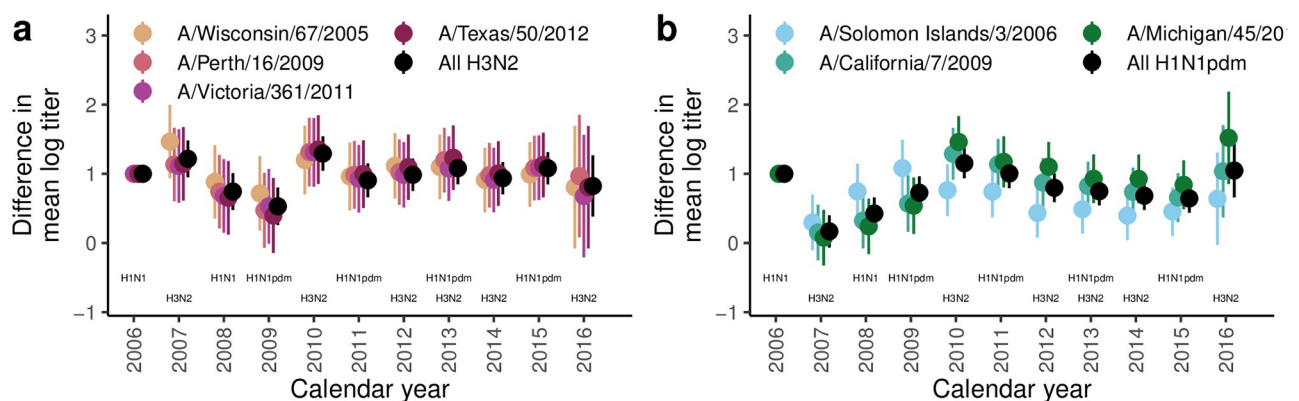 a
A/Wisconsin/67/2005
A/Perth/16/2009
A/Victoria/361/2011
A/Texas/50/2012
All H3N2
Difference in
mean log titer
3
2
1
0
−1
H1N1
H3N2
H1N1
H1N1pdm
H3N2
H1N1pdm
H3N2
H1N1pdm
H3N2
H3N2
H1N1pdm
H3N2
2006
2007
2008
2009
2010
2011
2012
2013
2014
2015
2016
Calendar year
b
A/Solomon Islands/3/2006
A/California/7/2009
A/Michigan/45/20
All H1N1pdm
Difference in
mean log titer
3
2
1
0
−1
H1N1
H3N2
H1N1
H1N1pdm
H3N2
H1N1pdm
H3N2
H1N1pdm
H3N2
H3N2
H1N1pdm
H3N2
2006
2007
2008
2009
2010
2011
2012
2013
2014
2015
2016
Calendar year